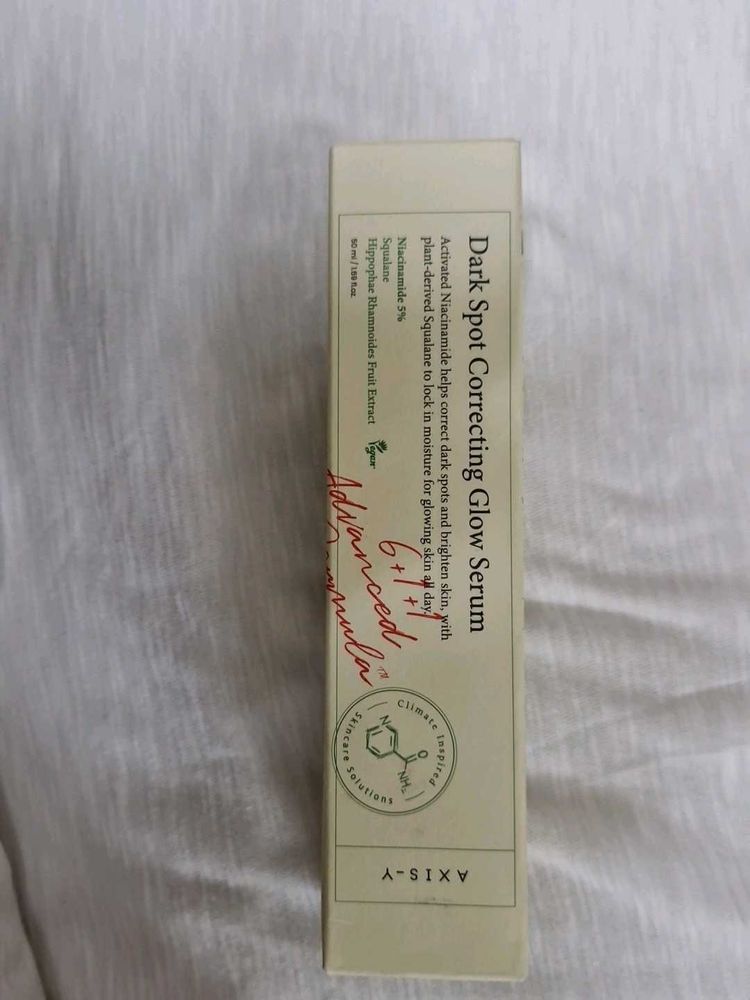 Dark Spot Correcting Glow Serum
Activated Niacinamide helps correct dark spots and brighten skin, with
plant-derived Squalane to lock in moisture for glowing skin all day.
Niacinamide 5%
Squalane
Hippophae Rhamnoides Fruit Extract
Vegan
50 ml / 1.69 fl.oz.
6+1+1
Advanced
Formula™
Climate Inspired
Skincare Solutions
N
O
NH₂
AXIS-Y